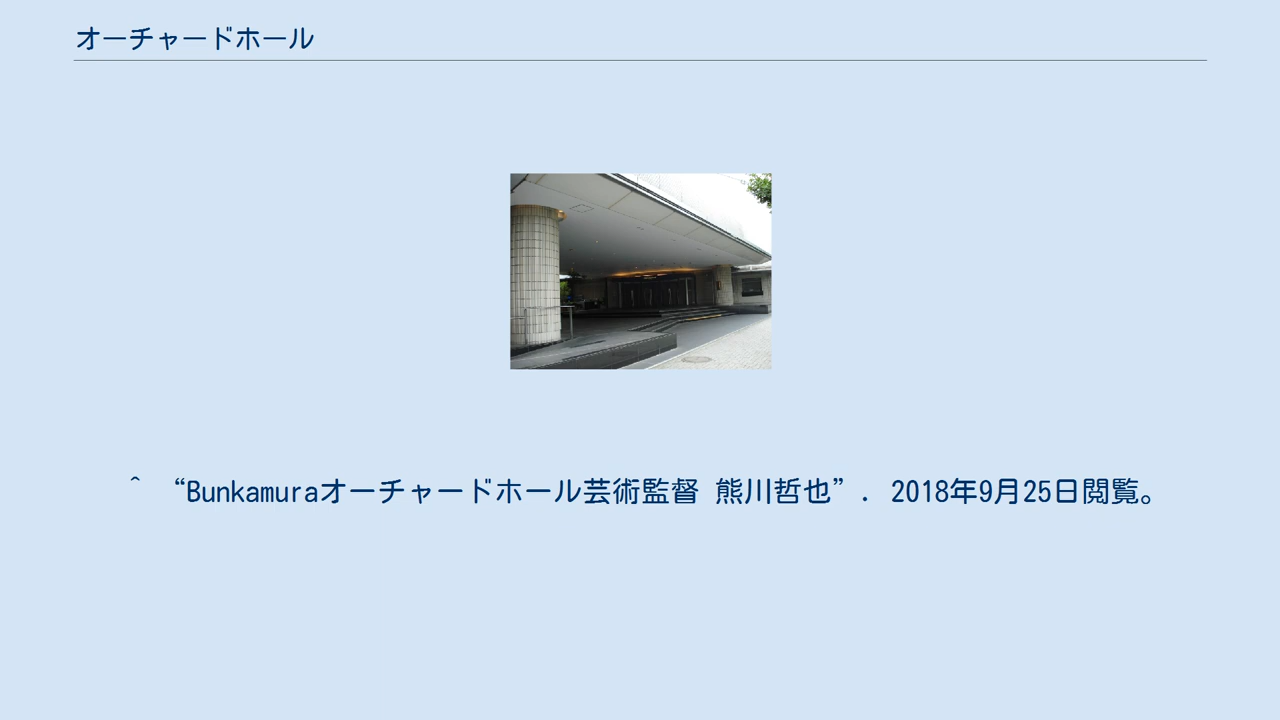 オーチャードホール
^ “Bunkamuraオーチャードホール芸術監督 熊川哲也”. 2018年9月25日閲覧。